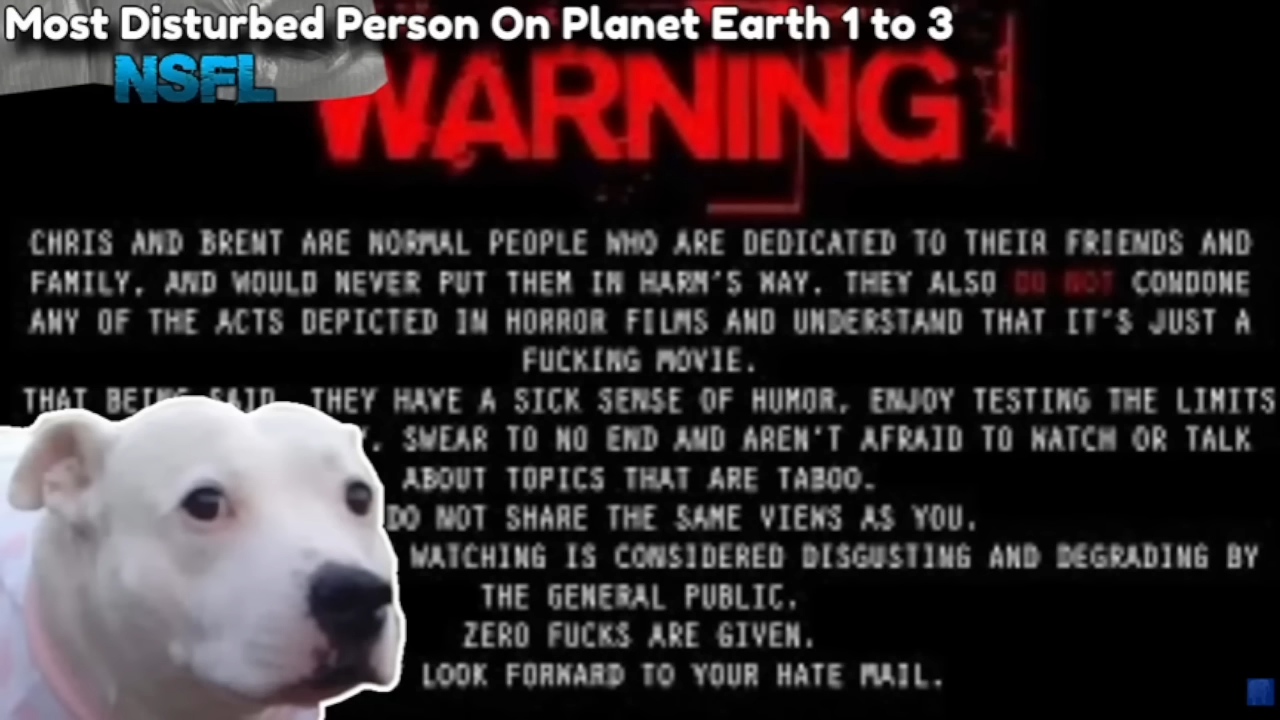 Most Disturbed Person On Planet Earth 1 to 3
NSFL
WARNING
CHRIS AND BRENT ARE NORMAL PEOPLE WHO ARE DEDICATED TO THEIR FRIENDS AND
FAMILY, AND WOULD NEVER PUT THEM IN HARM'S WAY. THEY ALSO DO NOT CONDONE
ANY OF THE ACTS DEPICTED IN HORROR FILMS AND UNDERSTAND THAT IT'S JUST A
FUCKING MOVIE.
THAT BEING SAID, THEY HAVE A SICK SENSE OF HUMOR, ENJOY TESTING THE LIMITS
, SWEAR TO NO END AND AREN'T AFRAID TO WATCH OR TALK
ABOUT TOPICS THAT ARE TABOO.
DO NOT SHARE THE SAME VIEWS AS YOU.
WATCHING IS CONSIDERED DISGUSTING AND DEGRADING BY
THE GENERAL PUBLIC.
ZERO FUCKS ARE GIVEN.
LOOK FORWARD TO YOUR HATE MAIL.